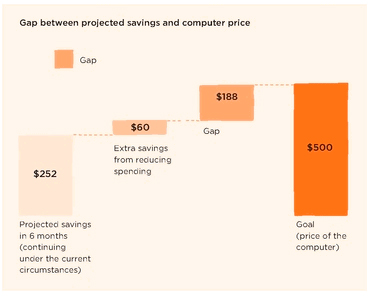 Gap between projected savings and computer price
Gap
$252
$60
$188
$500
Projected savings
in 6 months
(continuing
under the current
circumstances)
Extra savings
from reducing
spending
Gap
Goal
(price of the
computer)